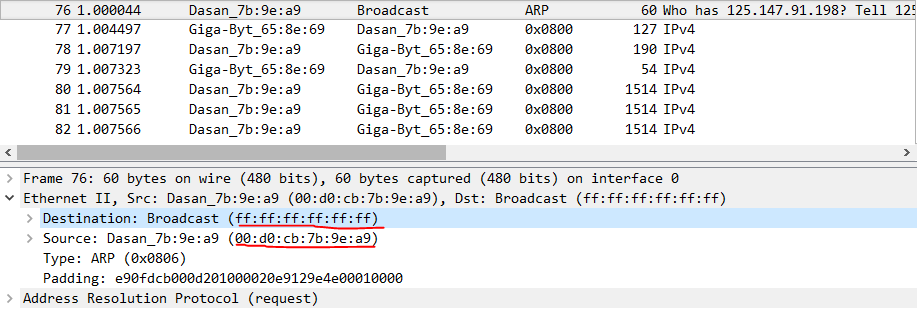 76 1.000044 Dasan_7b:9e:a9 Broadcast ARP 60 Who has 125.147.91.198? Tell 125
77 1.004497 Giga-Byt_65:8e:69 Dasan_7b:9e:a9 0x0800 127 IPv4
78 1.007197 Giga-Byt_65:8e:69 Dasan_7b:9e:a9 0x0800 190 IPv4
79 1.007323 Giga-Byt_65:8e:69 Dasan_7b:9e:a9 0x0800 54 IPv4
80 1.007564 Dasan_7b:9e:a9 Giga-Byt_65:8e:69 0x0800 1514 IPv4
81 1.007565 Dasan_7b:9e:a9 Giga-Byt_65:8e:69 0x0800 1514 IPv4
82 1.007566 Dasan_7b:9e:a9 Giga-Byt_65:8e:69 0x0800 1514 IPv4
Frame 76: 60 bytes on wire (480 bits), 60 bytes captured (480 bits) on interface 0
Ethernet II, Src: Dasan_7b:9e:a9 (00:d0:cb:7b:9e:a9), Dst: Broadcast (ff:ff:ff:ff:ff:ff)
Destination: Broadcast (ff:ff:ff:ff:ff:ff)
Source: Dasan_7b:9e:a9 (00:d0:cb:7b:9e:a9)
Type: ARP (0x0806)
Padding: e90fdcb000d201000020e9129e4e00010000
Address Resolution Protocol (request)